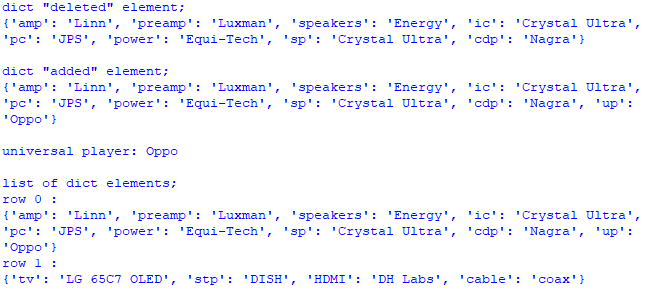 dict "deleted" element;
{'amp': 'Linn', 'preamp': 'Luxman', 'speakers': 'Energy', 'ic': 'Crystal Ultra',
'pc': 'JPS', 'power': 'Equi-Tech', 'sp': 'Crystal Ultra', 'cdp': 'Nagra'}
dict "added" element;
{'amp': 'Linn', 'preamp': 'Luxman', 'speakers': 'Energy', 'ic': 'Crystal Ultra',
'pc': 'JPS', 'power': 'Equi-Tech', 'sp': 'Crystal Ultra', 'cdp': 'Nagra', 'up':
'Oppo'}
universal player: Oppo
list of dict elements;
row 0 :
{'amp': 'Linn', 'preamp': 'Luxman', 'speakers': 'Energy', 'ic': 'Crystal Ultra',
'pc': 'JPS', 'power': 'Equi-Tech', 'sp': 'Crystal Ultra', 'cdp': 'Nagra', 'up':
'Oppo'}
row 1 :
{'tv': 'LG 65C7 OLED', 'stp': 'DISH', 'HDMI': 'DH Labs', 'cable': 'coax'}